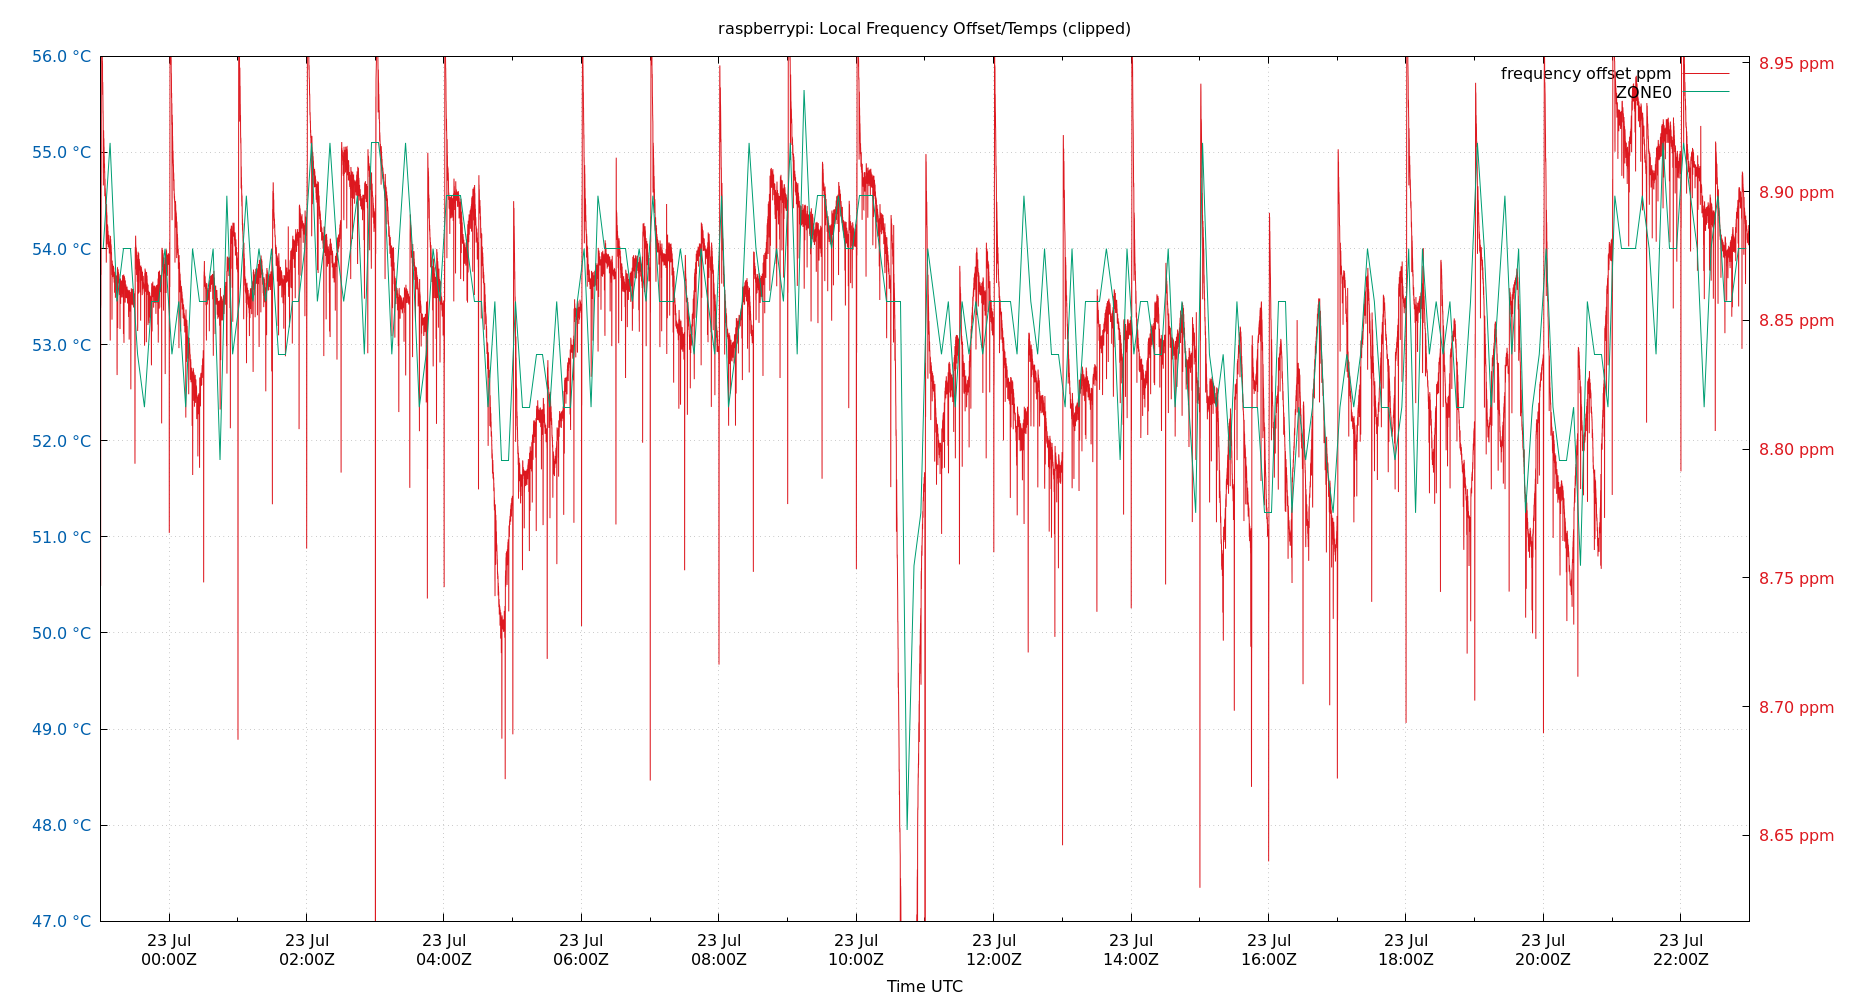 raspberrypi: Local Frequency Offset/Temps (clipped)
56.0 °C
55.0 °C
54.0 °C
53.0 °C
52.0 °C
51.0 °C
50.0 °C
49.0 °C
48.0 °C
47.0 °C
8.95 ppm
8.90 ppm
8.85 ppm
8.80 ppm
8.75 ppm
8.70 ppm
8.65 ppm
frequency offset ppm
ZONE0
23 Jul
00:00Z
23 Jul
02:00Z
23 Jul
04:00Z
23 Jul
06:00Z
23 Jul
08:00Z
23 Jul
10:00Z
23 Jul
12:00Z
23 Jul
14:00Z
23 Jul
16:00Z
23 Jul
18:00Z
23 Jul
20:00Z
23 Jul
22:00Z
Time UTC